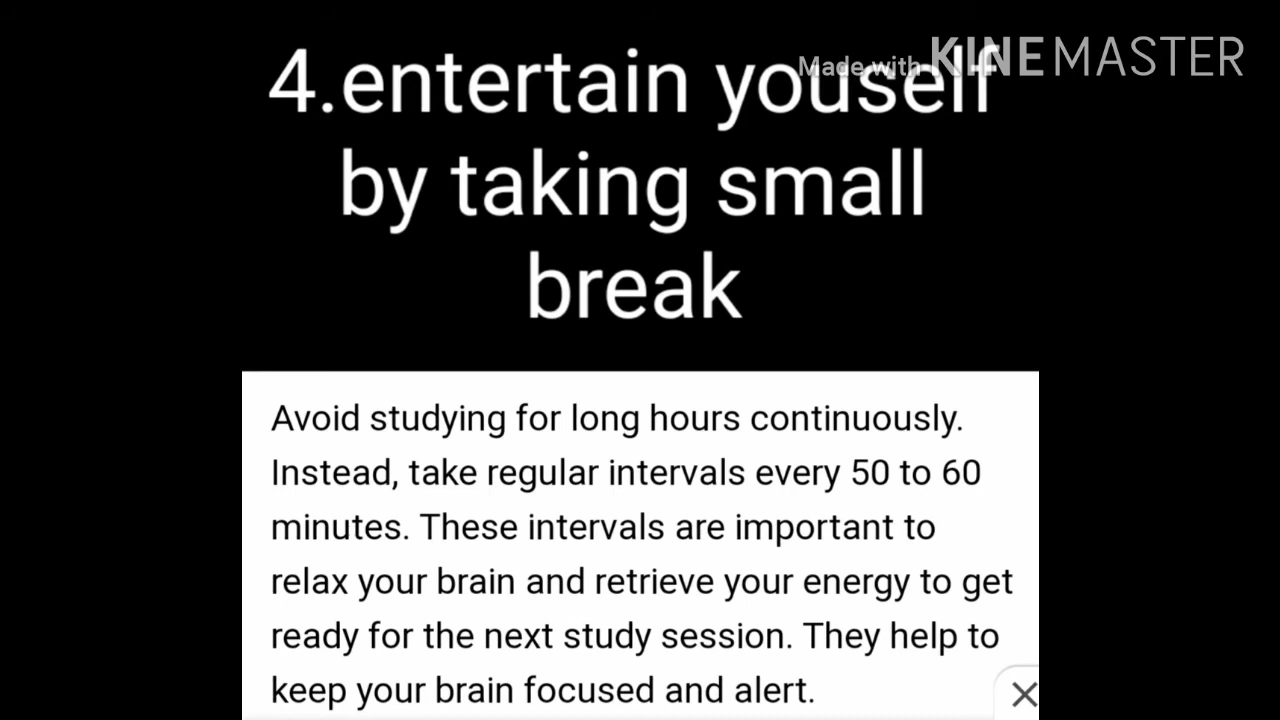 4.entertain youself
Made with KINEMASTER
by taking small
break
Avoid studying for long hours continuously.
Instead, take regular intervals every 50 to 60
minutes. These intervals are important to
relax your brain and retrieve your energy to get
ready for the next study session. They help to
keep your brain focused and alert.